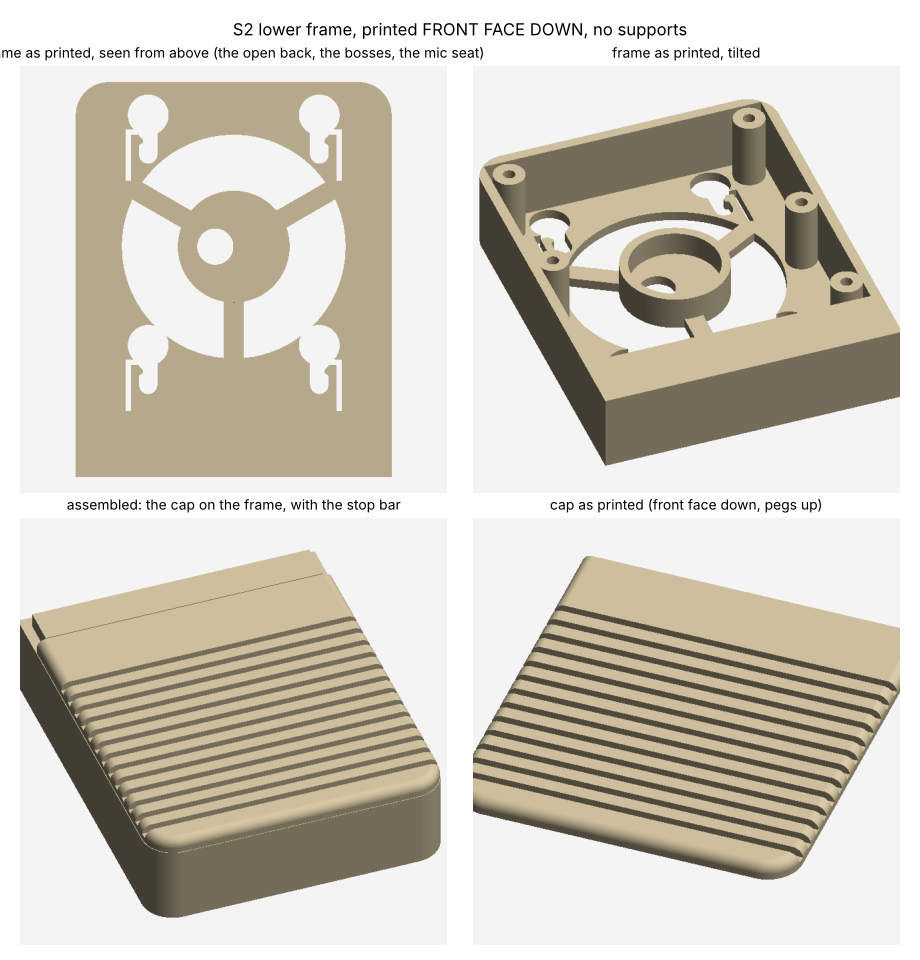 S2 lower frame, printed FRONT FACE DOWN, no supports
me as printed, seen from above (the open back, the bosses, the mic seat)
frame as printed, tilted
assembled: the cap on the frame, with the stop bar
cap as printed (front face down, pegs up)